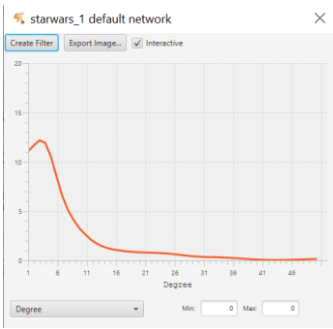 starwars_1 default network
Create Filter Export Image... Interactive
20
15
10
5
0
1 6 11 16 21 26 31 36 41 46
Degree
Degree Min: 0 Max: 0